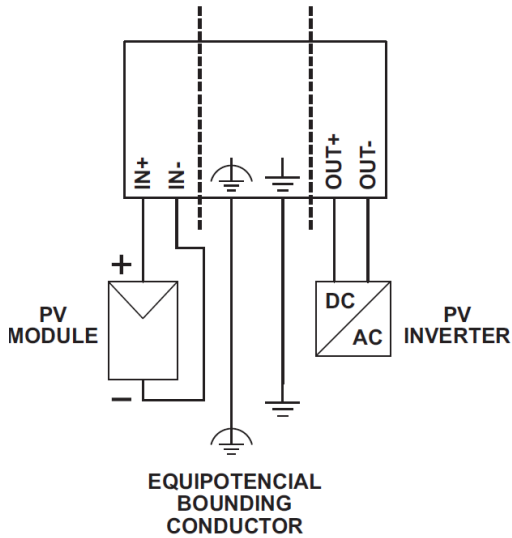 IN+
IN-
OUT+
OUT-
+
PV
MODULE
−
DC
AC
PV
INVERTER
EQUIPOTENCIAL
BOUNDING
CONDUCTOR